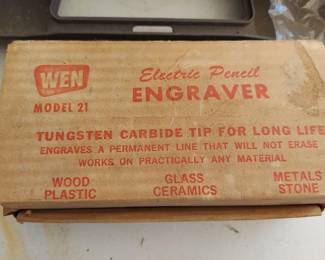 WEN
MODEL 21
Electric Pencil
ENGRAVER
TUNGSTEN CARBIDE TIP FOR LONG LIFE
ENGRAVES A PERMANENT LINE THAT WILL NOT ERASE
WORKS ON PRACTICALLY ANY MATERIAL
WOOD GLASS METALS
PLASTIC CERAMICS STONE